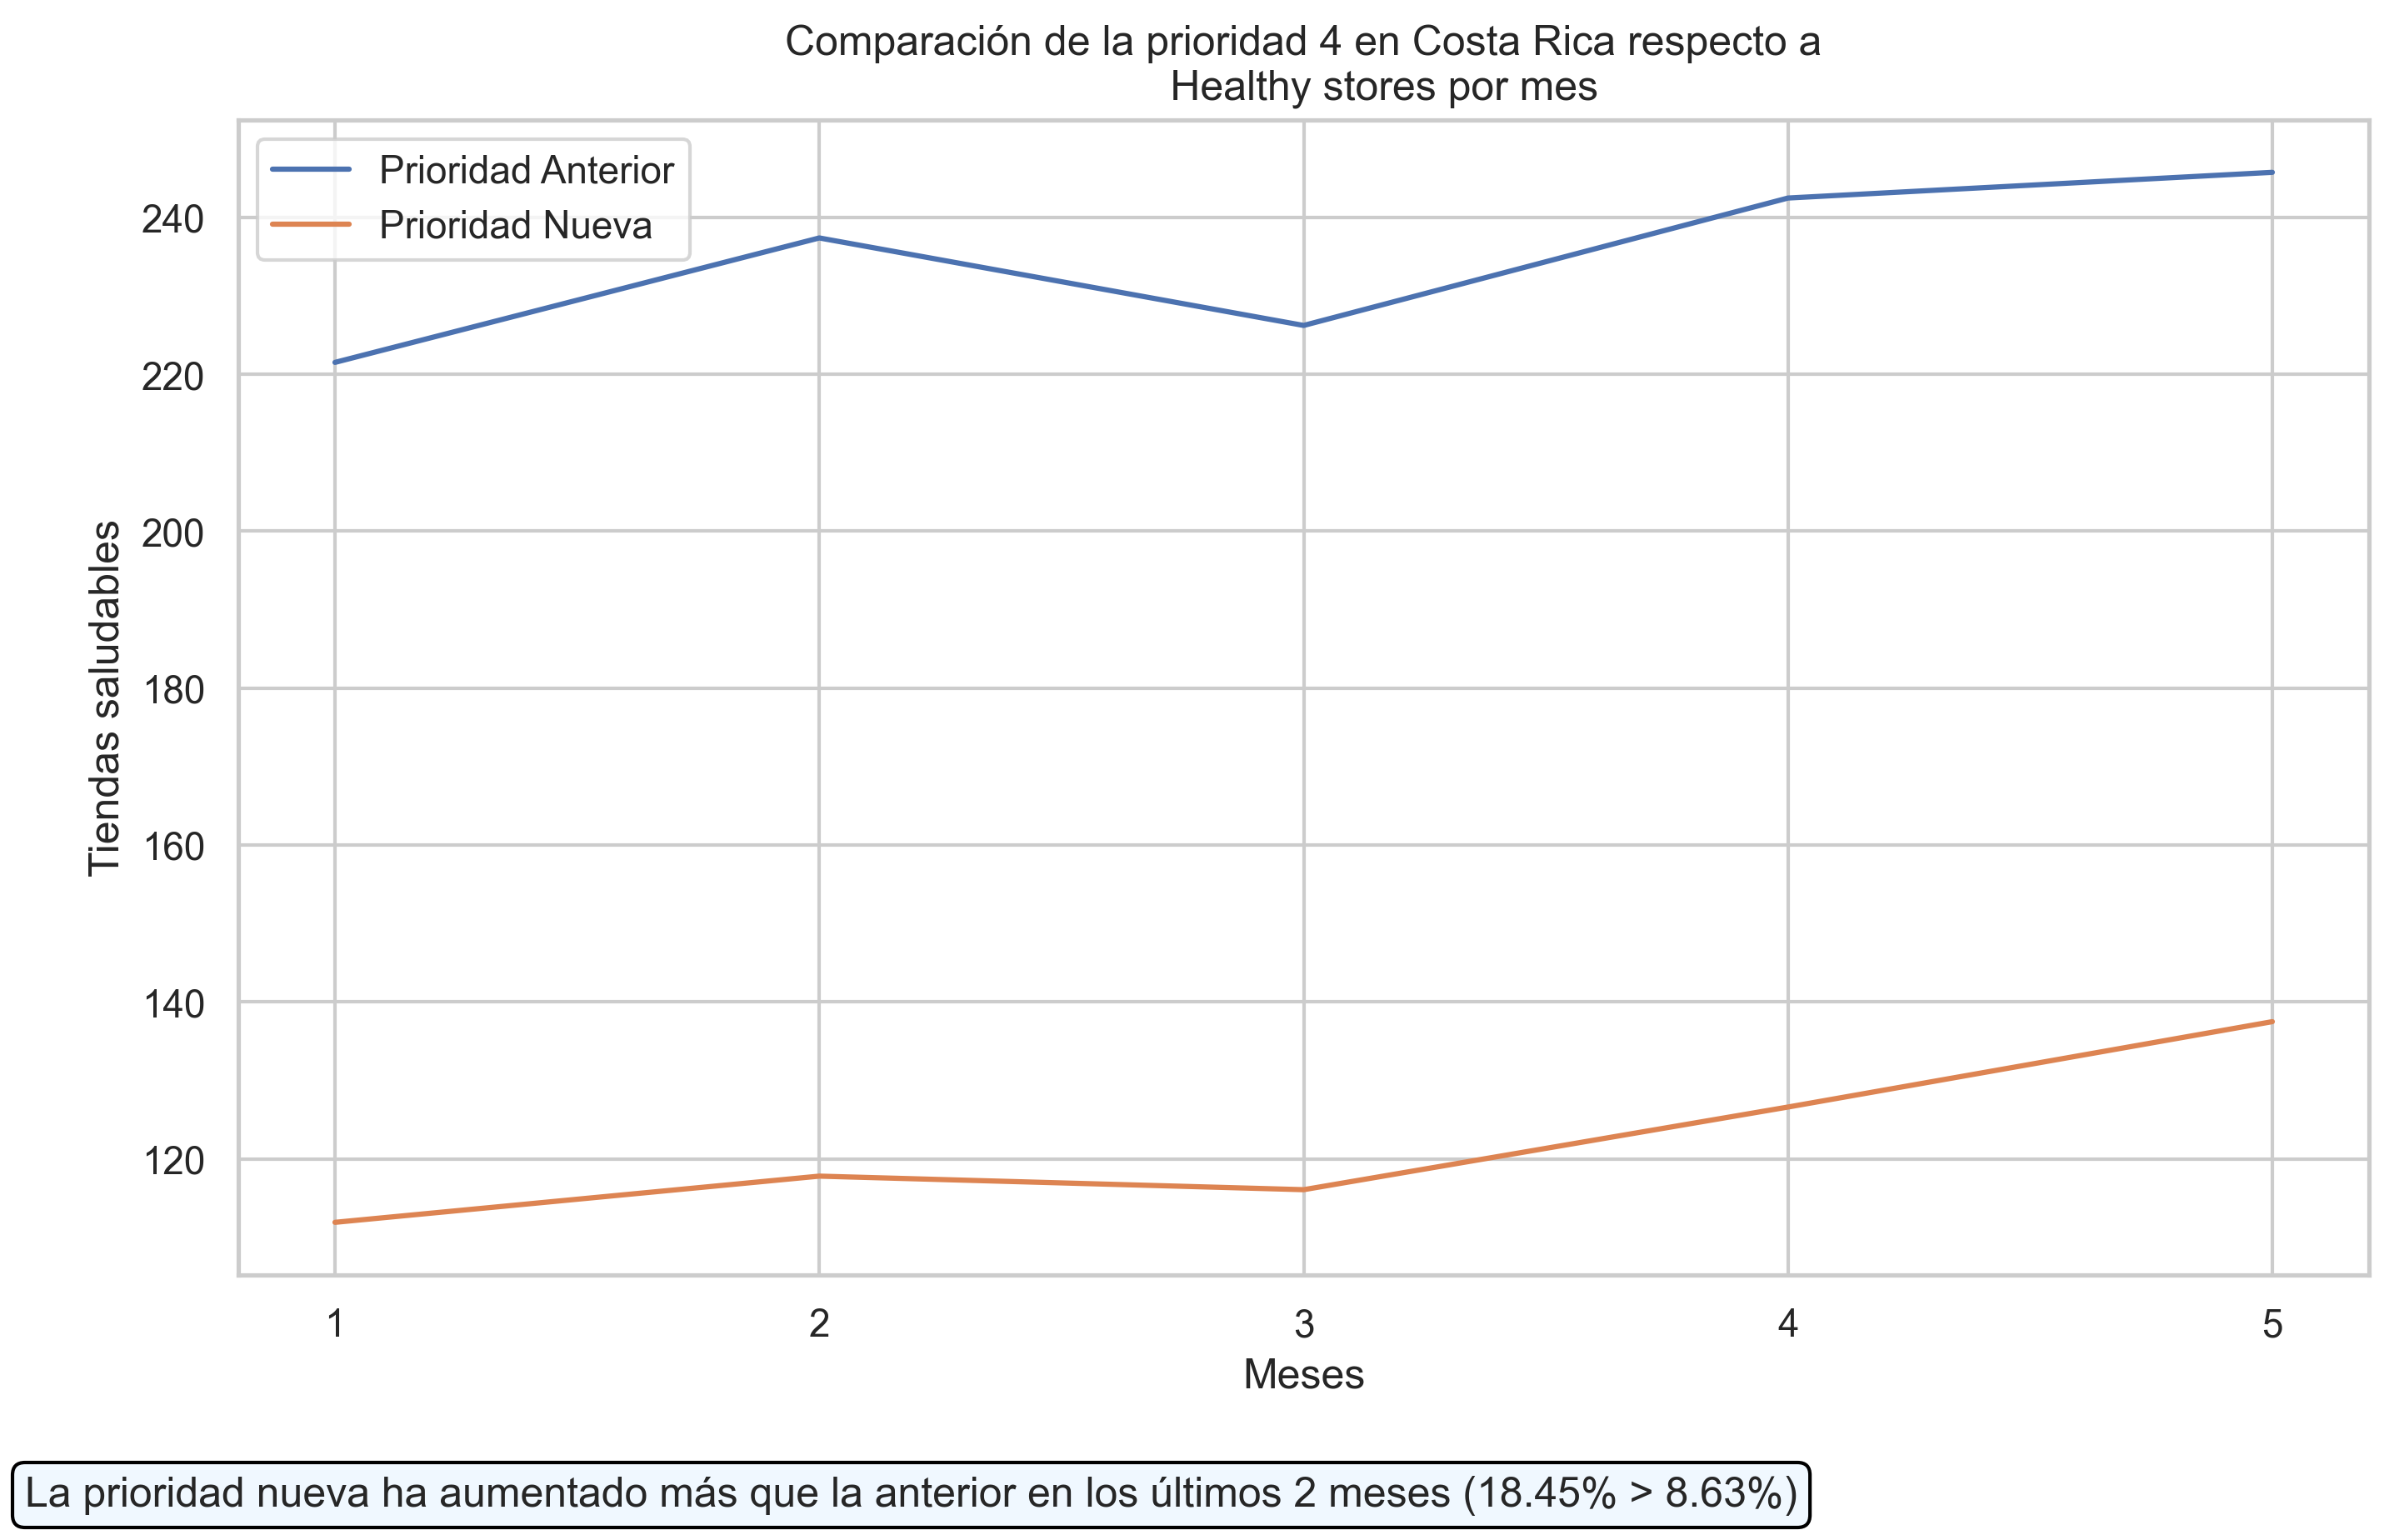 Comparación de la prioridad 4 en Costa Rica respecto a
Healthy stores por mes
Prioridad Anterior
Prioridad Nueva
240
220
200
180
160
140
120
Tiendas saludables
1 2 3 4 5
Meses
La prioridad nueva ha aumentado más que la anterior en los últimos 2 meses (18.45% > 8.63%)